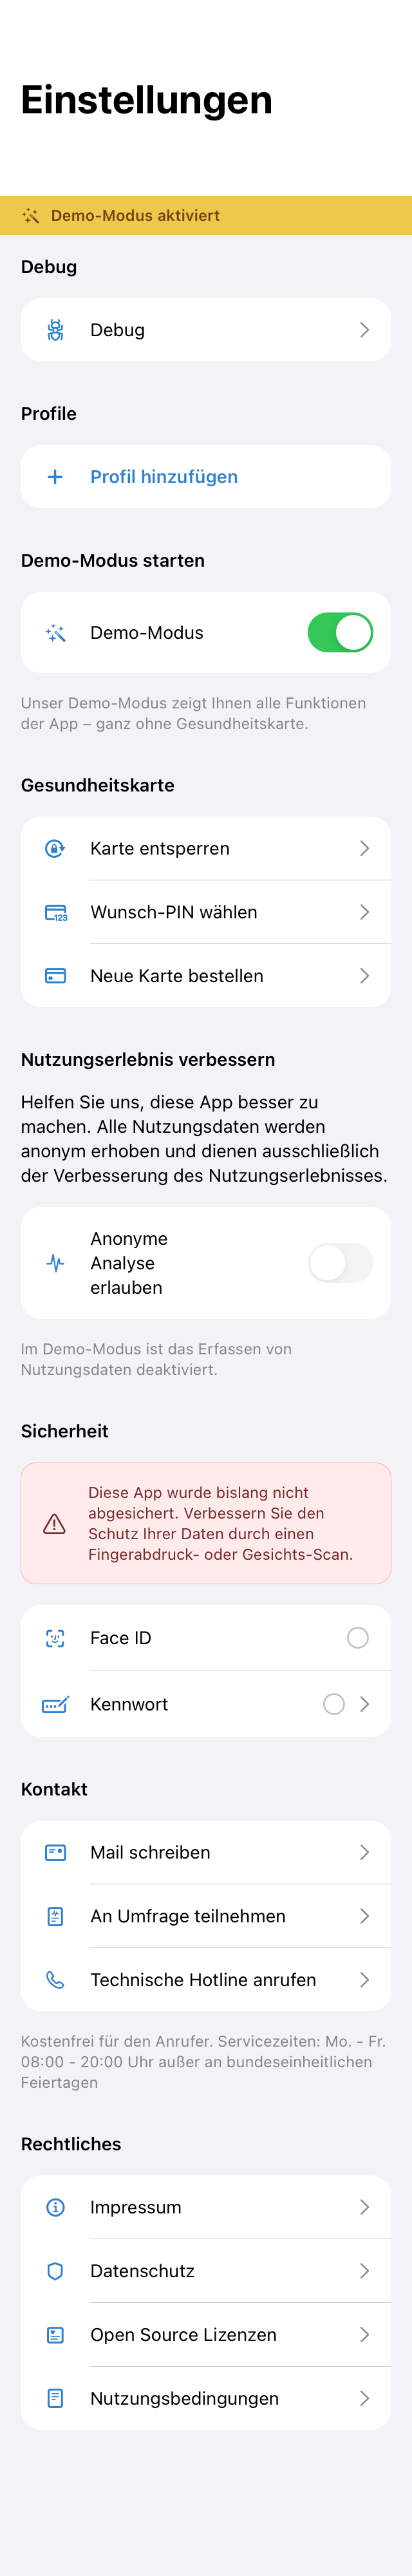 Einstellungen
Demo-Modus aktiviert
Debug
Debug
Profile
Profil hinzufügen
Demo-Modus starten
Demo-Modus
Unser Demo-Modus zeigt Ihnen alle Funktionen
der App – ganz ohne Gesundheitskarte.
Gesundheitskarte
Karte entsperren
123
Wunsch-PIN wählen
Neue Karte bestellen
Nutzungserlebnis verbessern
Helfen Sie uns, diese App besser zu
machen. Alle Nutzungsdaten werden
anonym erhoben und dienen ausschließlich
der Verbesserung des Nutzungserlebnisses.
Anonyme
Analyse
erlauben
Im Demo-Modus ist das Erfassen von
Nutzungsdaten deaktiviert.
Sicherheit
Diese App wurde bislang nicht
abgesichert. Verbessern Sie den
Schutz Ihrer Daten durch einen
Fingerabdruck- oder Gesichts-Scan.
Face ID
Kennwort
Kontakt
Mail schreiben
An Umfrage teilnehmen
Technische Hotline anrufen
Kostenfrei für den Anrufer. Servicezeiten: Mo. - Fr.
08:00 - 20:00 Uhr außer an bundeseinheitlichen
Feiertagen
Rechtliches
Impressum
Datenschutz
Open Source Lizenzen
Nutzungsbedingungen